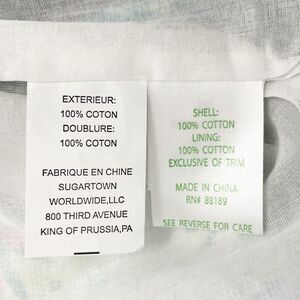 EXTERIEUR:
100% COTON
DOUBLURE:
100% COTON
FABRIQUE EN CHINE
SUGARTOWN
WORLDWIDE,LLC
800 THIRD AVENUE
KING OF PRUSSIA,PA
SHELL:
100% COTTON
LINING:
100% COTTON
EXCLUSIVE OF TRIM
MADE IN CHINA
RN# 88189
SEE REVERSE FOR CARE